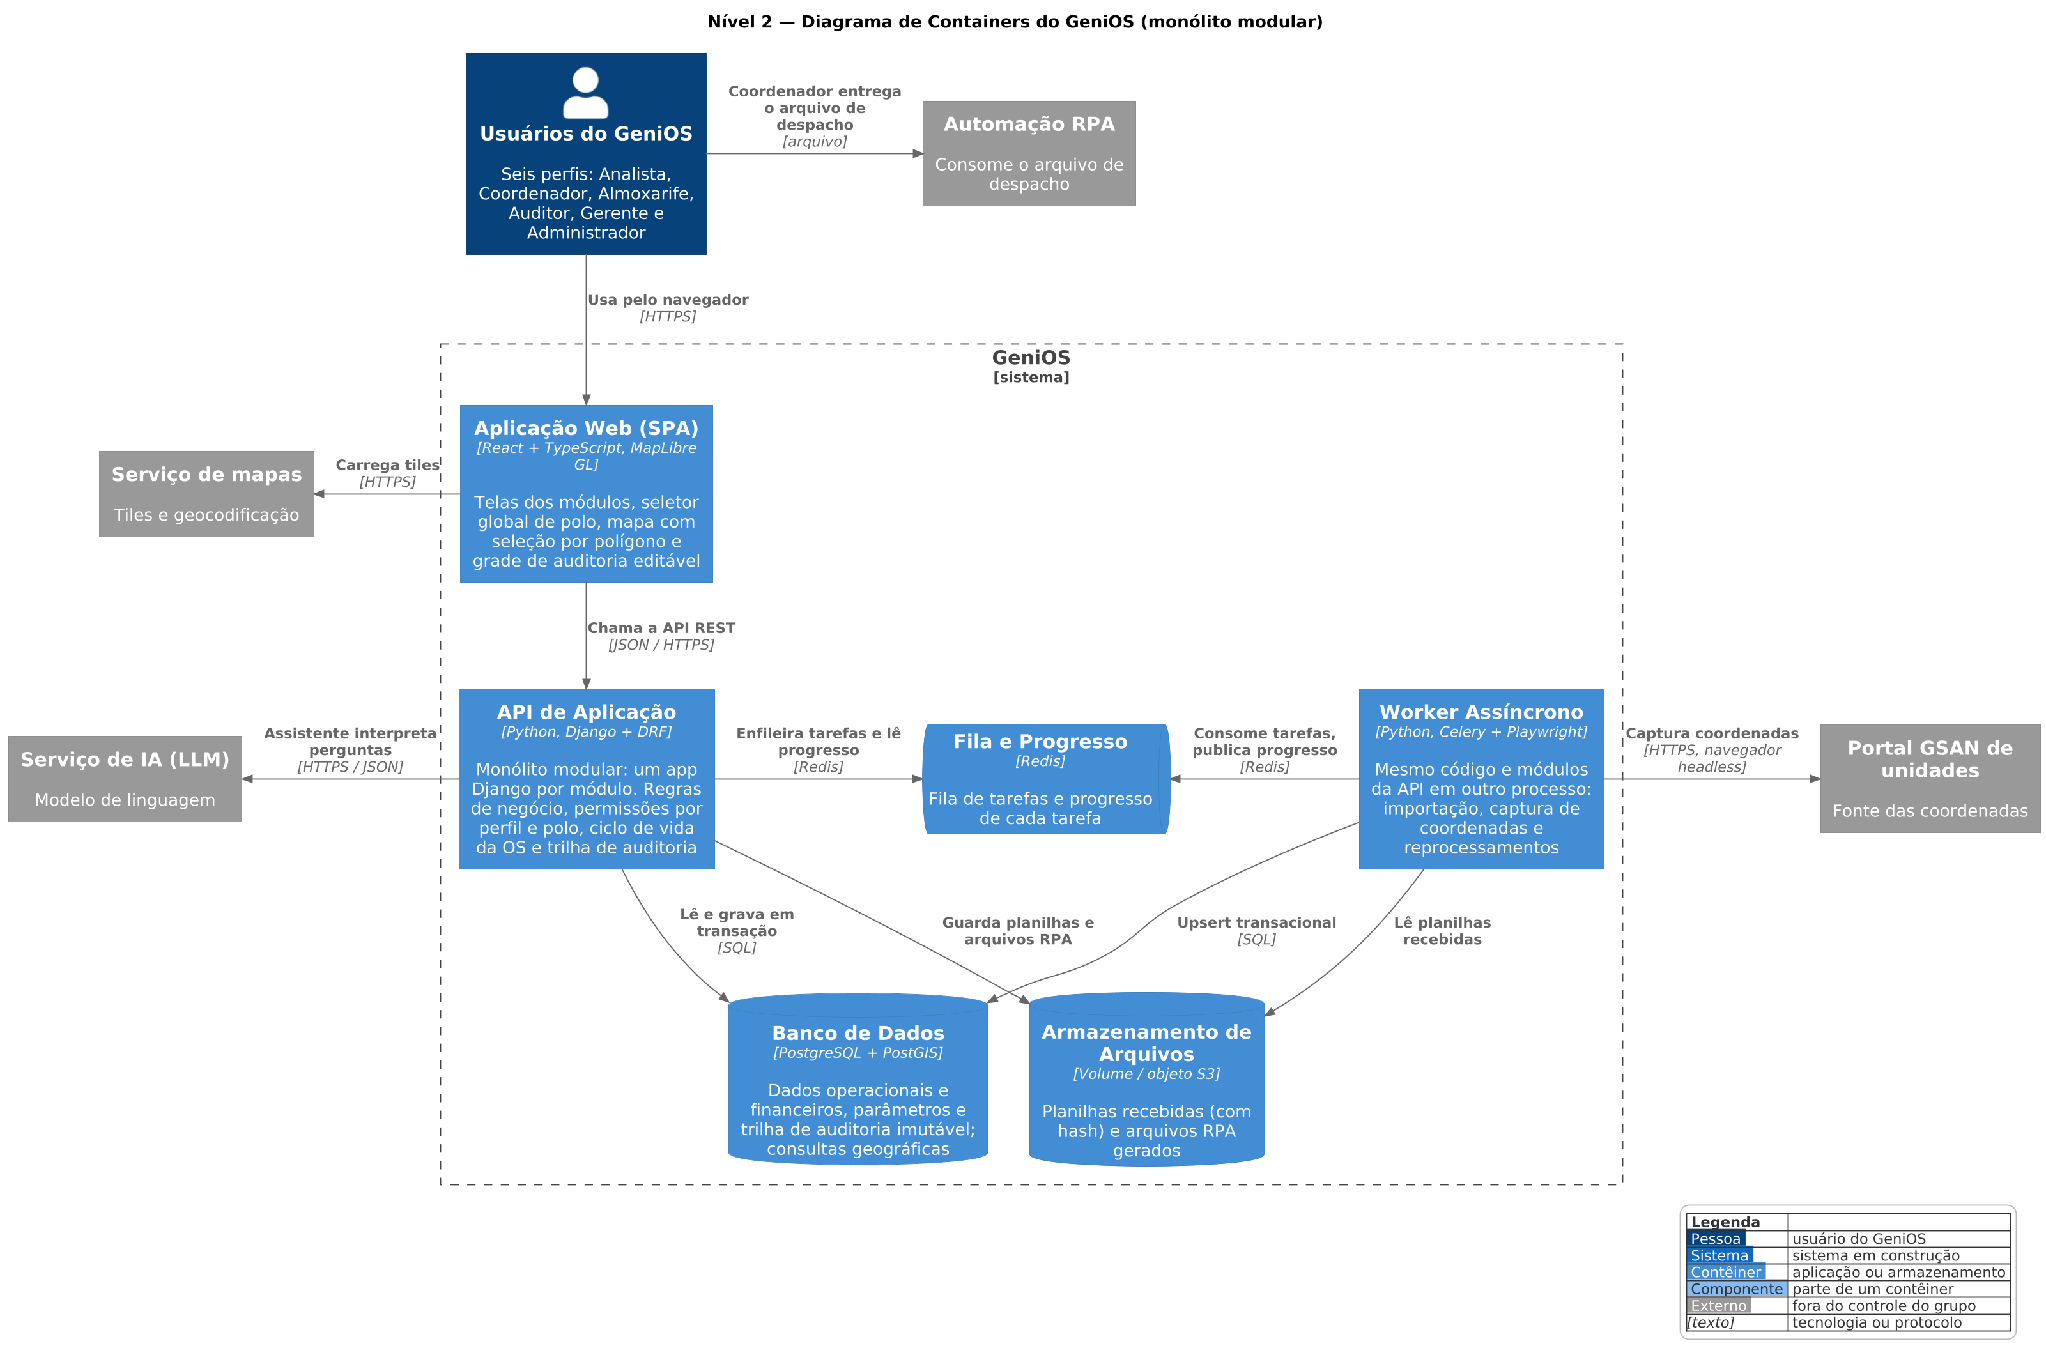 Nível 2 — Diagrama de Containers do GeniOS (monólito modular)
Usuários do GeniOS
Seis perfis: Analista,
Coordenador, Almoxarife,
Auditor, Gerente e
Administrador
Coordenador entrega
o arquivo de
despacho
[arquivo]
Automação RPA
Consome o arquivo de
despacho
Usa pelo navegador
[HTTPS]
GeniOS
[sistema]
Aplicação Web (SPA)
[React + TypeScript, MapLibre
GL]
Telas dos módulos, seletor
global de polo, mapa com
seleção por polígono e
grade de auditoria editável
Carrega tiles
[HTTPS]
Serviço de mapas
Tiles e geocodificação
Chama a API REST
[JSON / HTTPS]
Serviço de IA (LLM)
Modelo de linguagem
Assistente interpreta
perguntas
[HTTPS / JSON]
API de Aplicação
[Python, Django + DRF]
Monólito modular: um app
Django por módulo. Regras
de negócio, permissões por
perfil e polo, ciclo de vida
da OS e trilha de auditoria
Enfileira tarefas e lê
progresso
[Redis]
Fila e Progresso
[Redis]
Fila de tarefas e progresso
de cada tarefa
Consome tarefas,
publica progresso
[Redis]
Worker Assíncrono
[Python, Celery + Playwright]
Mesmo código e módulos
da API em outro processo:
importação, captura de
coordenadas e
reprocessamentos
Captura coordenadas
[HTTPS, navegador
headless]
Portal GSAN de
unidades
Fonte das coordenadas
Lê e grava em
transação
[SQL]
Guarda planilhas e
arquivos RPA
Upsert transacional
[SQL]
Lê planilhas
recebidas
Banco de Dados
[PostgreSQL + PostGIS]
Dados operacionais e
financeiros, parâmetros e
trilha de auditoria imutável;
consultas geográficas
Armazenamento de
Arquivos
[Volume / objeto S3]
Planilhas recebidas (com
hash) e arquivos RPA
gerados
Legenda
Pessoa usuário do GeniOS
Sistema sistema em construção
Contêiner aplicação ou armazenamento
Componente parte de um contêiner
Externo fora do controle do grupo
[texto] tecnologia ou protocolo